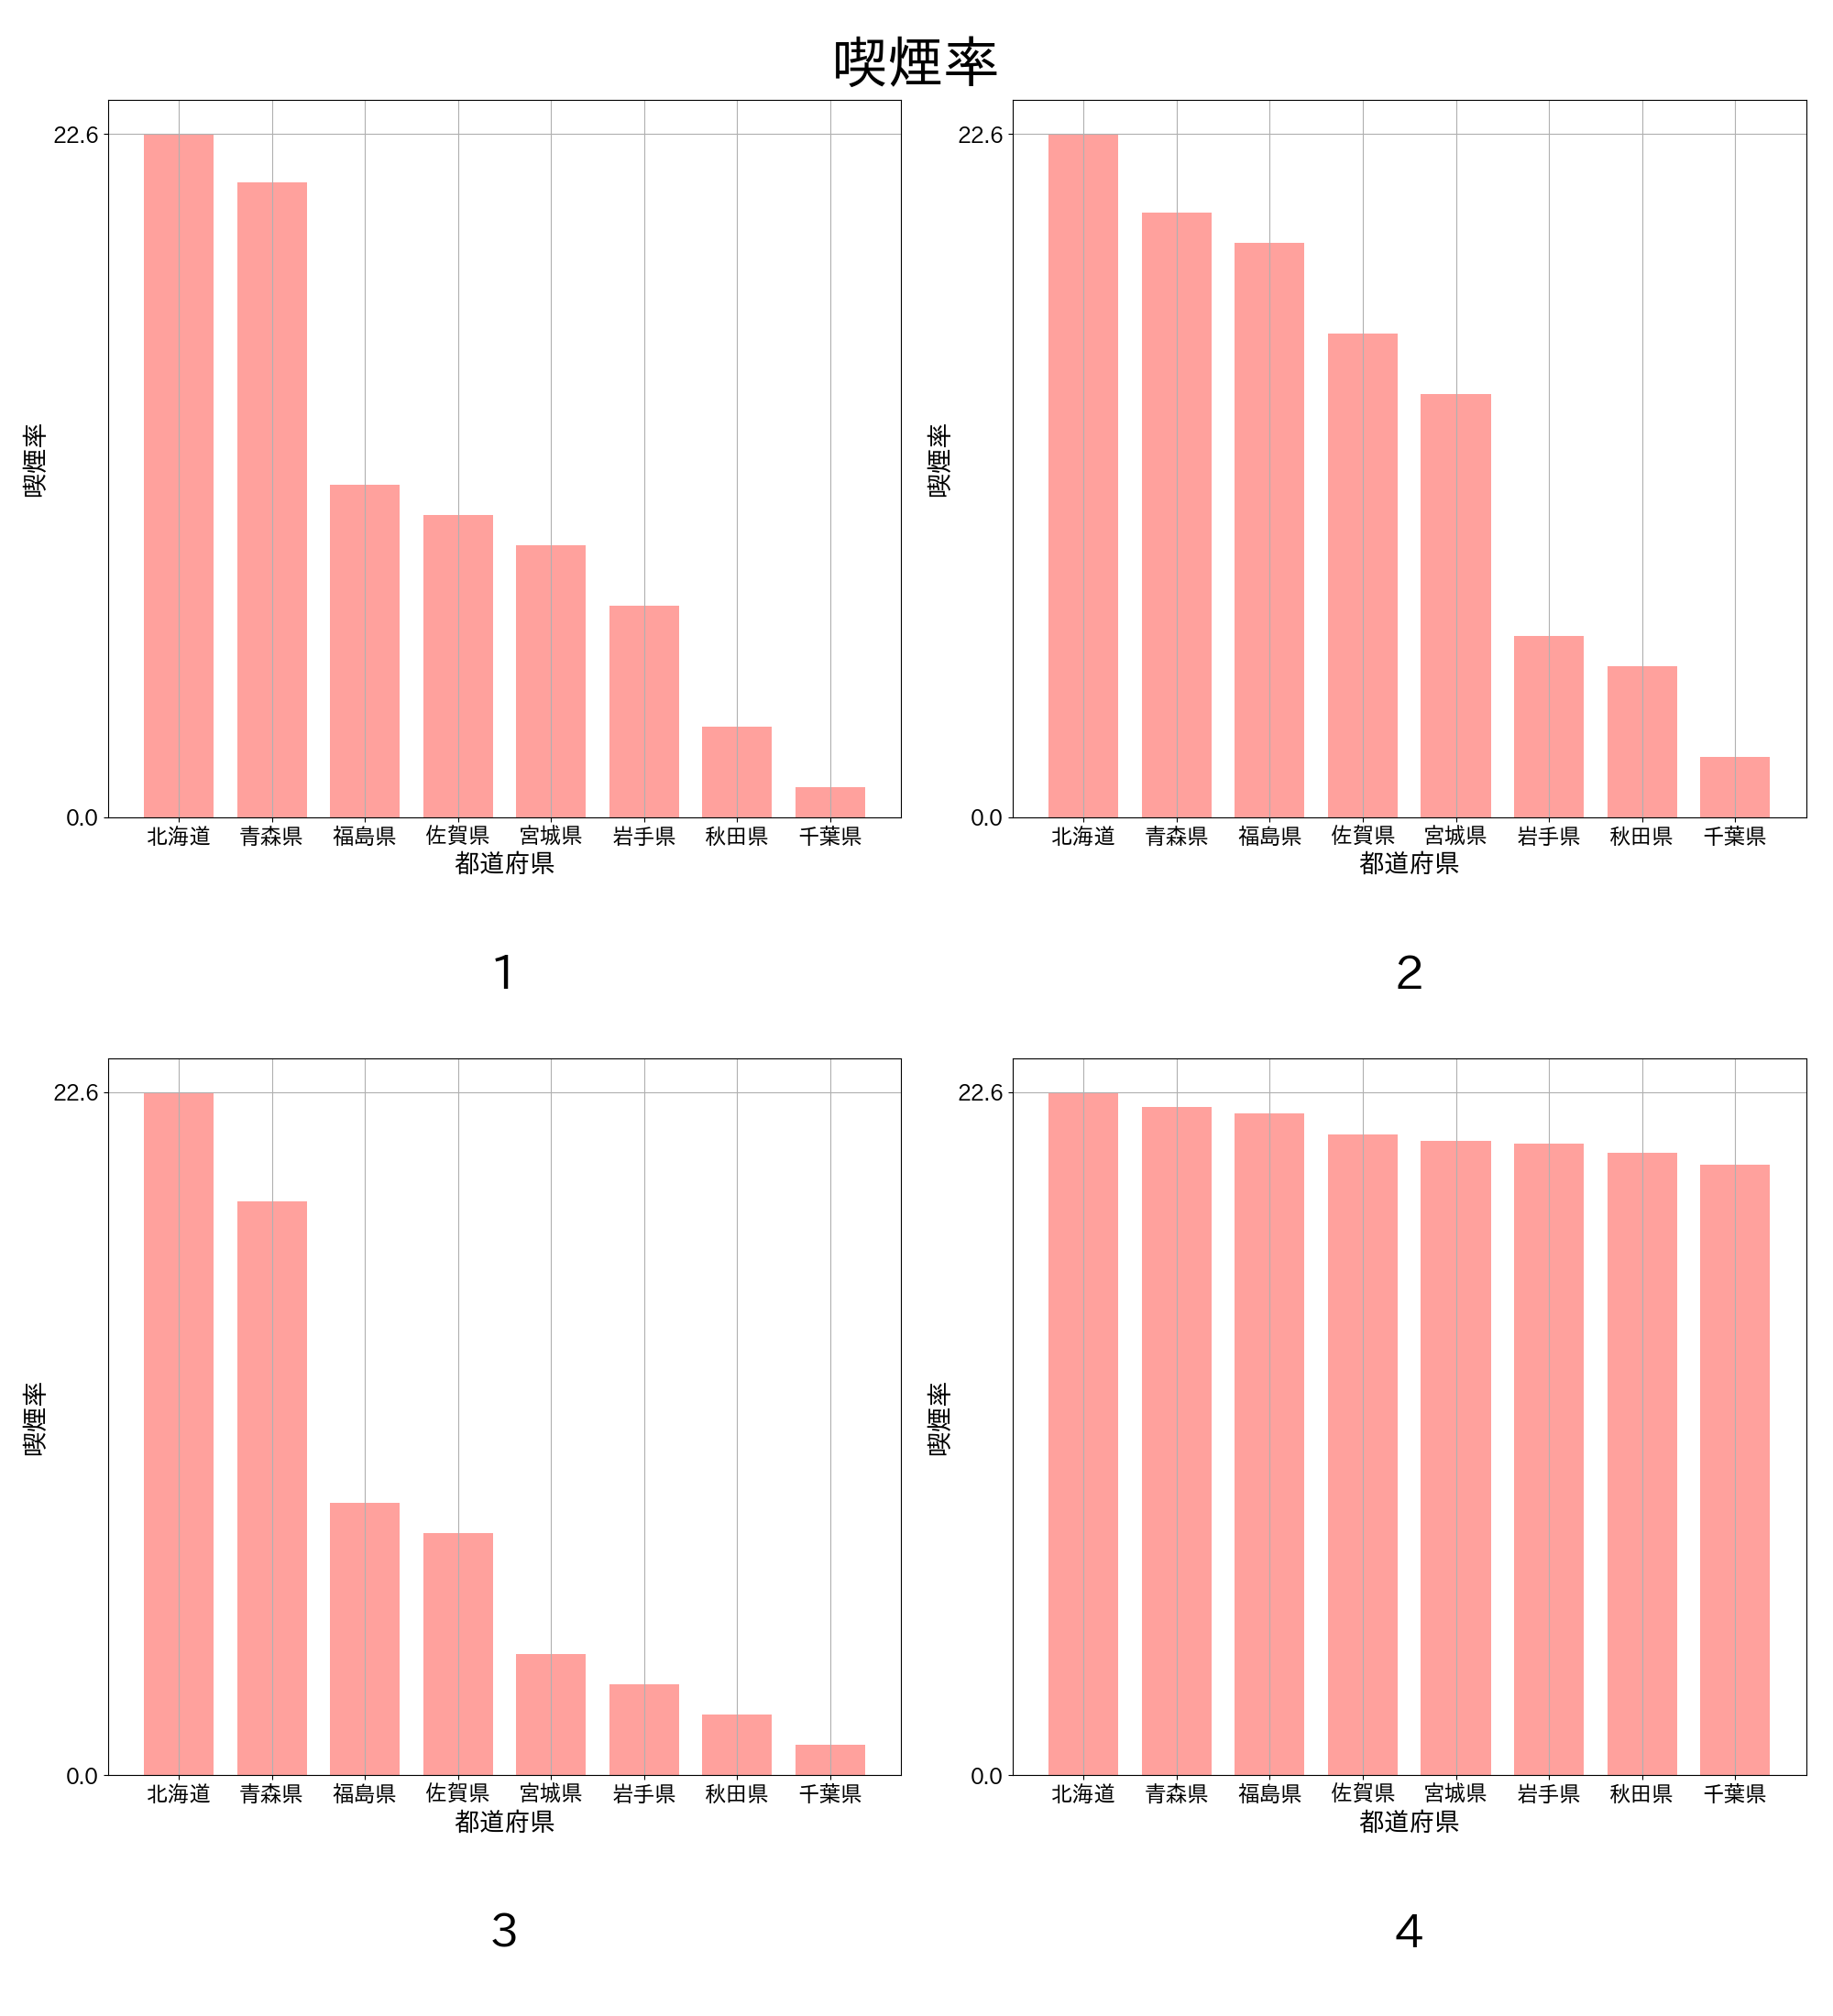 喫煙率
22.6
0.0
喫煙率
北海道 青森県 福島県 佐賀県 宮城県 岩手県 秋田県 千葉県
都道府県
1
22.6
0.0
喫煙率
北海道 青森県 福島県 佐賀県 宮城県 岩手県 秋田県 千葉県
都道府県
2
22.6
0.0
喫煙率
北海道 青森県 福島県 佐賀県 宮城県 岩手県 秋田県 千葉県
都道府県
3
22.6
0.0
喫煙率
北海道 青森県 福島県 佐賀県 宮城県 岩手県 秋田県 千葉県
都道府県
4